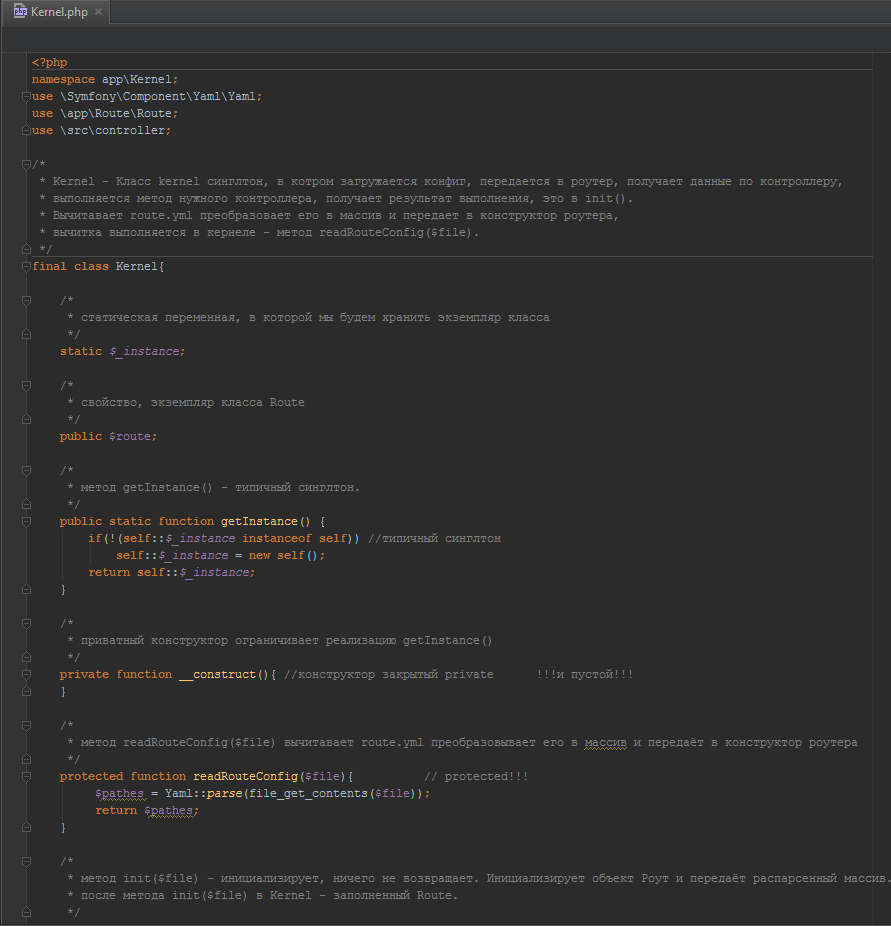 Kernel.php
<?php
namespace app\Kernel;
use \Symfony\Component\Yaml\Yaml;
use \app\Route\Route;
use \src\controller;
/*
* Kernel - Класс kernel синглтон, в котром загружается конфиг, передается в роутер, получает данные по контроллеру,
* выполняется метод нужного контроллера, получает результат выполнения, это в init().
* Вычитавает route.yml преобразовает его в массив и передает в конструктор роутера,
* вычитка выполняется в кернеле - метод readRouteConfig($file).
*/
final class Kernel{
/*
* статическая переменная, в которой мы будем хранить экземпляр класса
*/
static $_instance;
/*
* свойство, экземпляр класса Route
*/
public $route;
/*
* метод getInstance() - типичный синглтон.
*/
public static function getInstance() {
if(!(self::$_instance instanceof self)) //типичный синглтон
self::$_instance = new self();
return self::$_instance;
}
/*
* приватный конструктор ограничивает реализацию getInstance()
*/
private function __construct(){ //конструктор закрытый private !!!и пустой!!!
}
/*
* метод readRouteConfig($file) вычитавает route.yml преобразовывает его в массив и передаёт в конструктор роутера
*/
protected function readRouteConfig($file){ // protected!!!
$pathes = Yaml::parse(file_get_contents($file));
return $pathes;
}
/*
* метод init($file) - инициализирует, ничего не возвращает. Инициализирует объект Роут и передаёт распарсенный массив.
* после метода init($file) в Kernel - заполненный Route.
*/